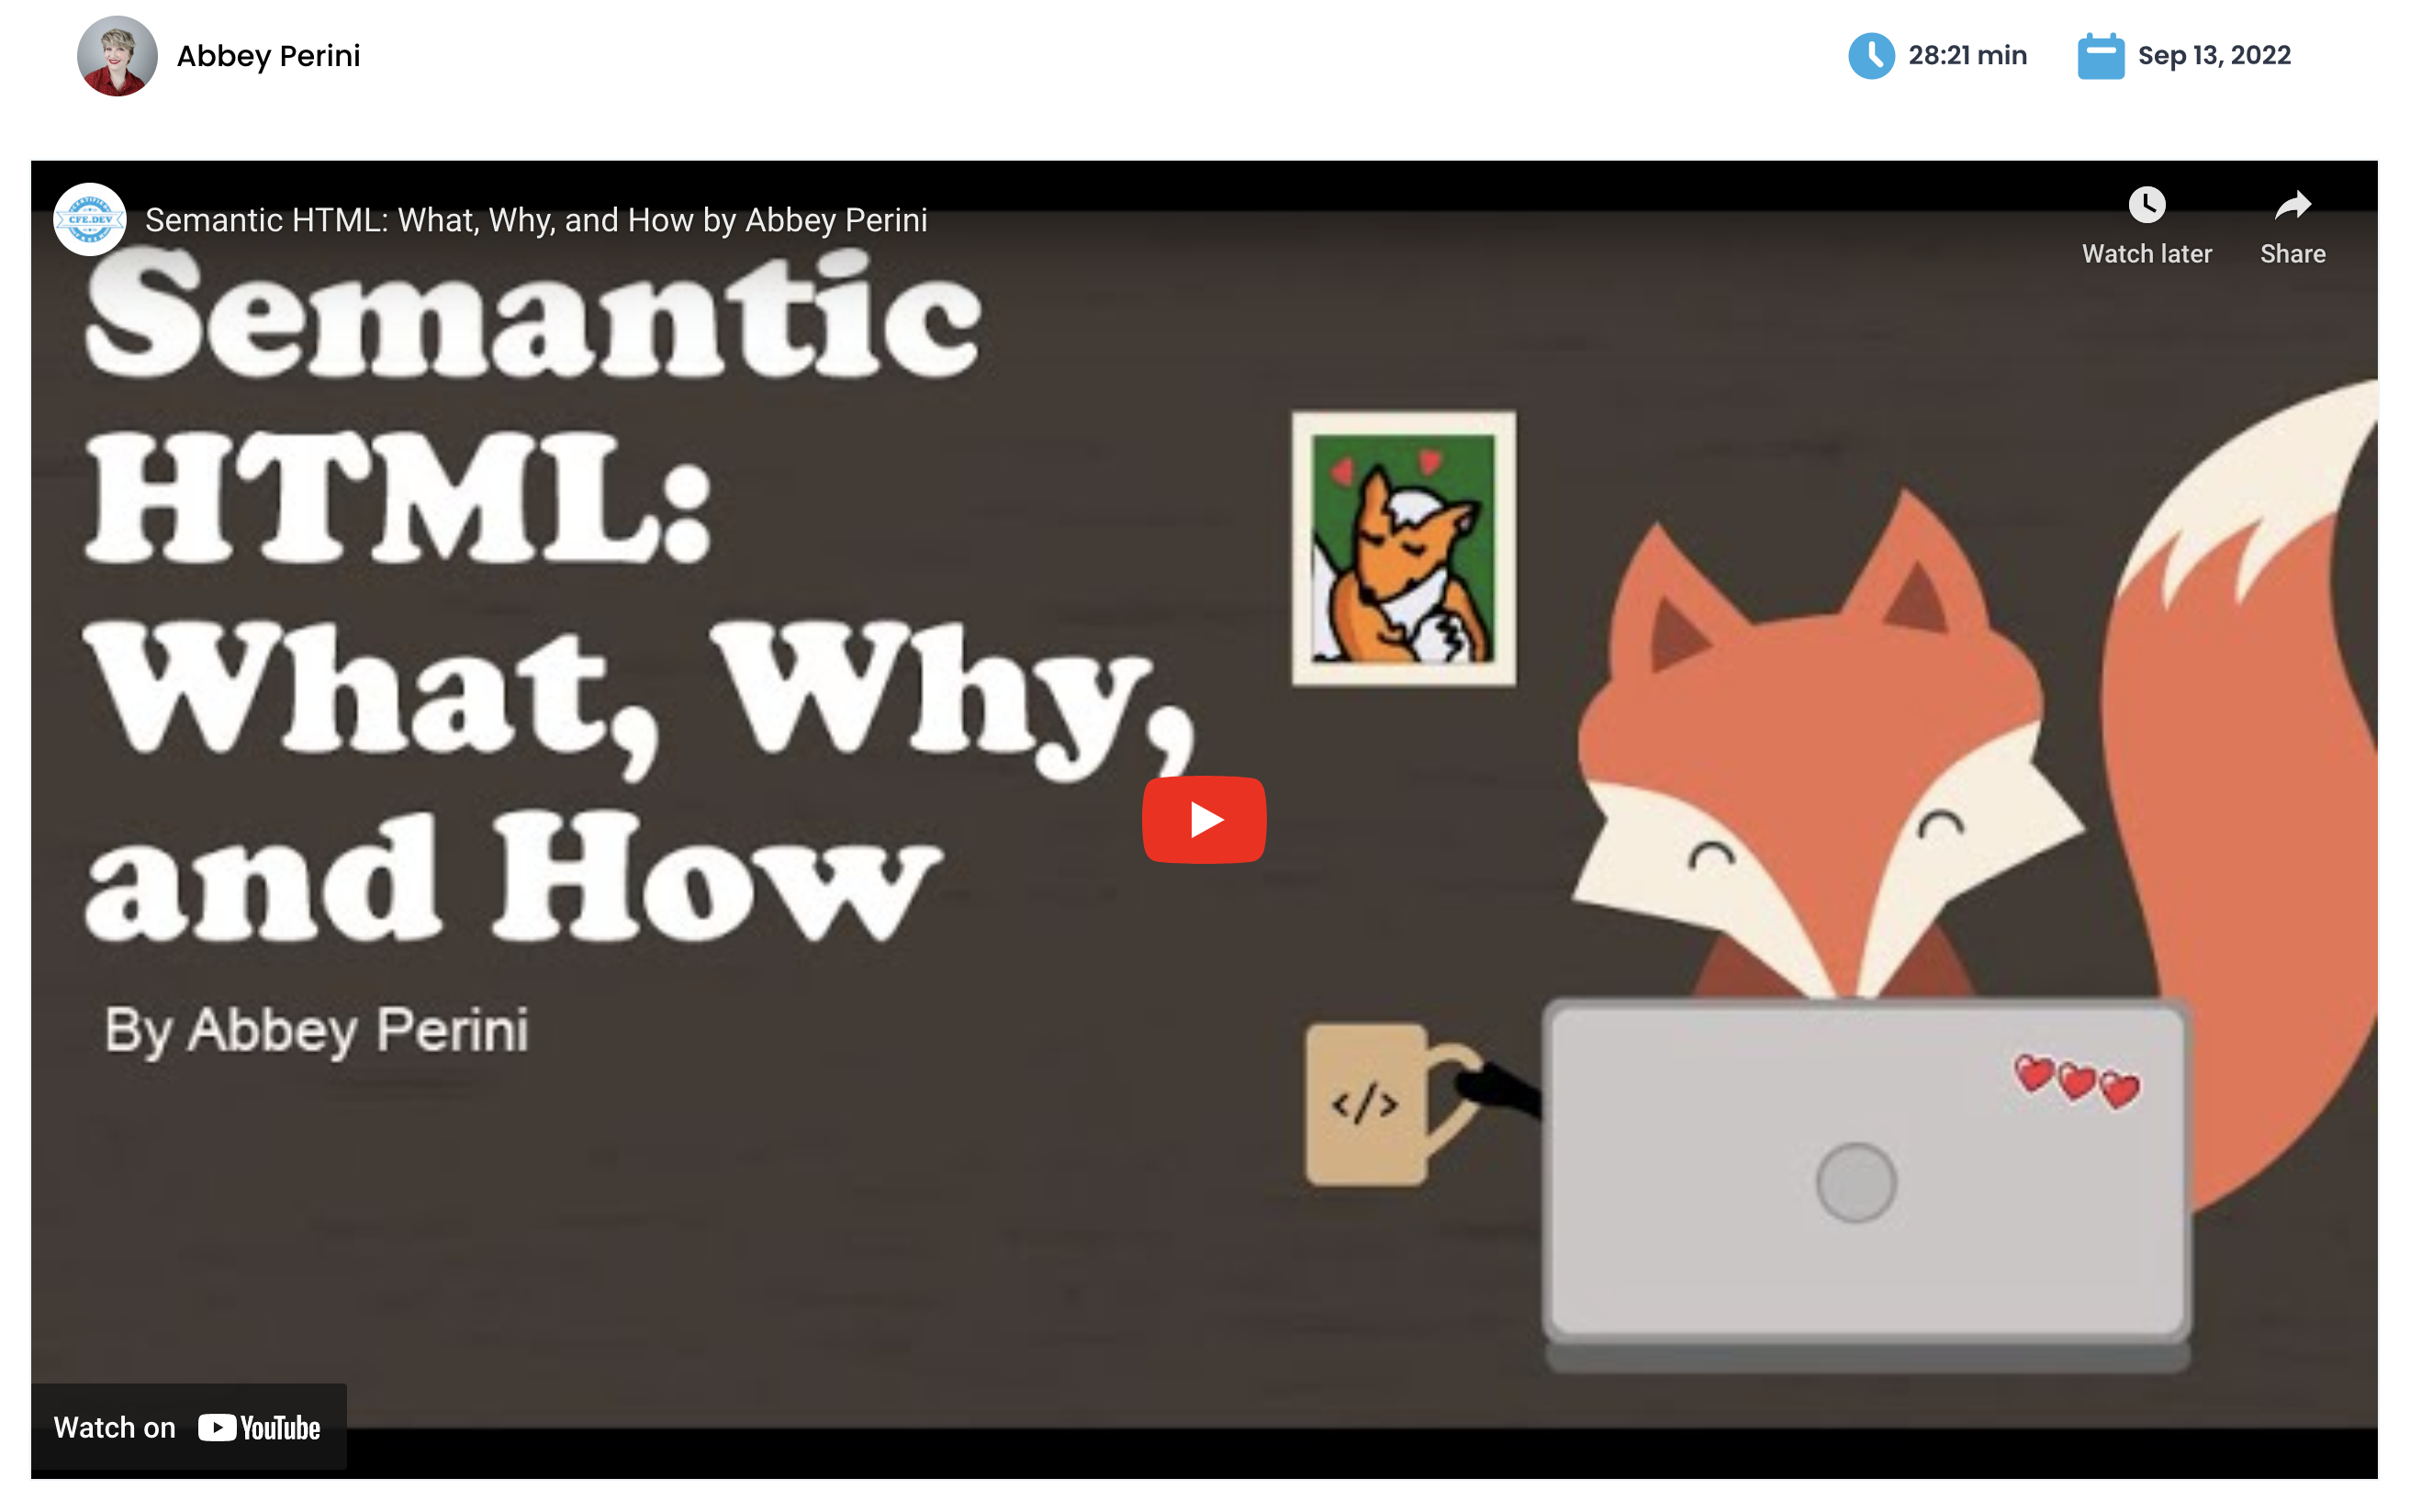 Abbey Perini
28:21 min
Sep 13, 2022
CFE.DEV
Semantic HTML: What, Why, and How by Abbey Perini
Watch later
Share
Semantic
HTML:
What, Why,
and How
By Abbey Perini
</>
Watch on YouTube